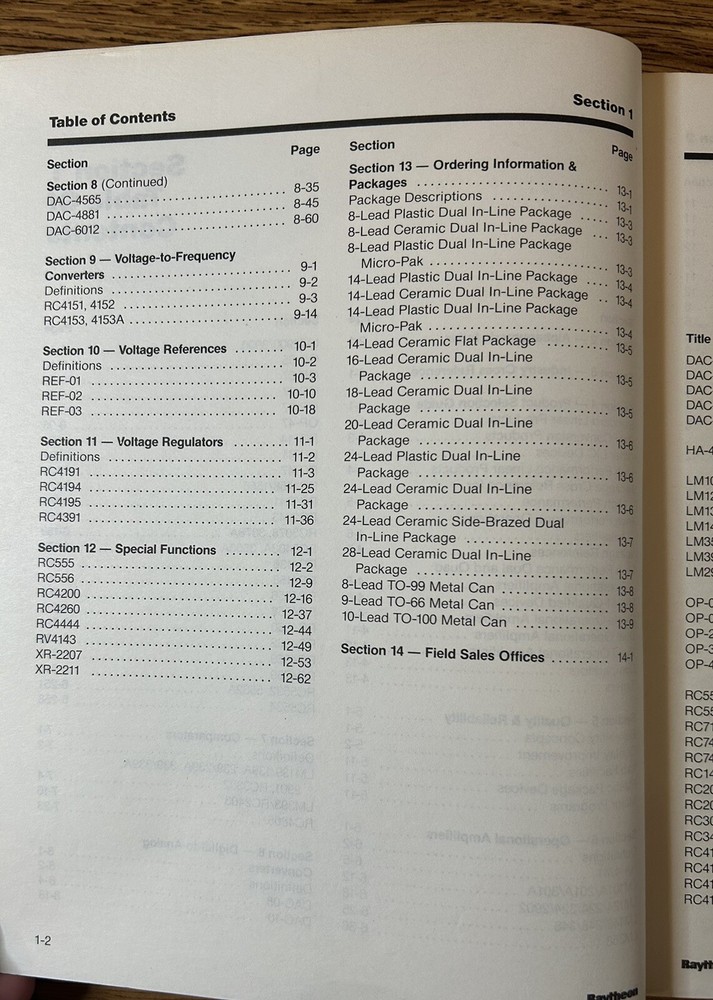 Table of Contents
Section 1
Section Page
Section 8 (Continued)
DAC-4565 8-35
DAC-4881 8-45
DAC-6012 8-60
Section 9 — Voltage-to-Frequency
Converters 9-1
Definitions 9-2
RC4151, 4152 9-3
RC4153, 4153A 9-14
Section 10 — Voltage References 10-1
Definitions 10-2
REF-01 10-3
REF-02 10-10
REF-03 10-18
Section 11 — Voltage Regulators 11-1
Definitions 11-2
RC4191 11-3
RC4194 11-25
RC4195 11-31
RC4391 11-36
Section 12 — Special Functions 12-1
RC555 12-2
RC556 12-9
RC4200 12-16
RC4260 12-37
RC4444 12-44
RV4143 12-49
XR-2207 12-53
XR-2211 12-62
Section Page
Section 13 — Ordering Information &
Packages 13-1
Package Descriptions 13-1
8-Lead Plastic Dual In-Line Package 13-3
8-Lead Ceramic Dual In-Line Package 13-3
8-Lead Plastic Dual In-Line Package
Micro-Pak 13-3
14-Lead Plastic Dual In-Line Package 13-4
14-Lead Ceramic Dual In-Line Package 13-4
14-Lead Plastic Dual In-Line Package
Micro-Pak 13-4
14-Lead Ceramic Flat Package 13-5
16-Lead Ceramic Dual In-Line
Package 13-5
18-Lead Ceramic Dual In-Line
Package 13-5
20-Lead Ceramic Dual In-Line
Package 13-6
24-Lead Plastic Dual In-Line
Package 13-6
24-Lead Ceramic Dual In-Line
Package 13-6
24-Lead Ceramic Side-Brazed Dual
In-Line Package 13-7
28-Lead Ceramic Dual In-Line
Package 13-7
8-Lead TO-99 Metal Can 13-8
9-Lead TO-66 Metal Can 13-8
10-Lead TO-100 Metal Can 13-9
Section 14 — Field Sales Offices 14-1
1-2
Raytheon
Title
DAC
DAC
DAC
DAC
DAC